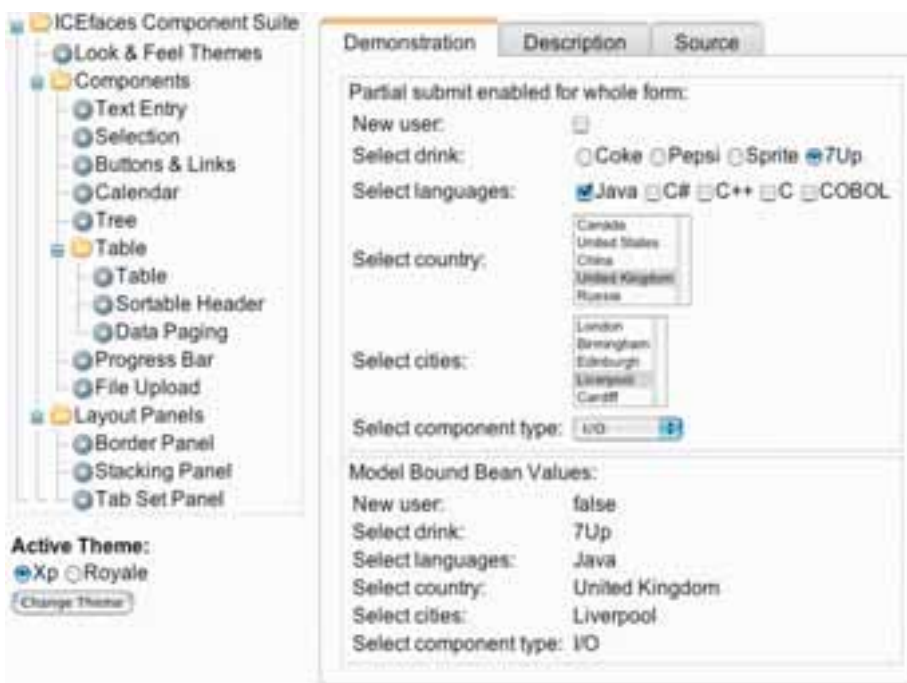 ICEfaces Component Suite
Look & Feel Themes
Components
Text Entry
Selection
Buttons & Links
Calendar
Tree
Table
Table
Sortable Header
Data Paging
Progress Bar
File Upload
Layout Panels
Border Panel
Stacking Panel
Tab Set Panel
Active Theme:
Xp Royale
Change Theme
Demonstration Description Source
Partial submit enabled for whole form:
New user:
Select drink: Coke Pepsi Sprite 7Up
Select languages: Java C# C++ C COBOL
Select country:
Canada
United States
China
United Kingdom
Russia
Select cities:
London
Birmingham
Edinburgh
Liverpool
Cardiff
Select component type: I/O
Model Bound Bean Values:
New user: false
Select drink: 7Up
Select languages: Java
Select country: United Kingdom
Select cities: Liverpool
Select component type: I/O